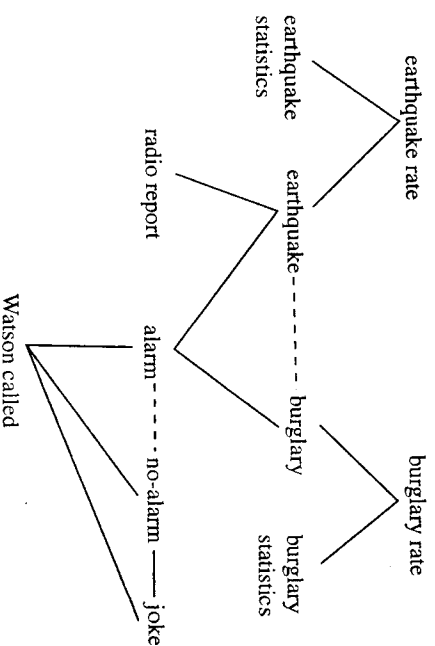 earthquake rate
burglary rate
earthquake
statistics
earthquake
burglary
burglary
statistics
radio report
alarm
no-alarm
joke
Watson called